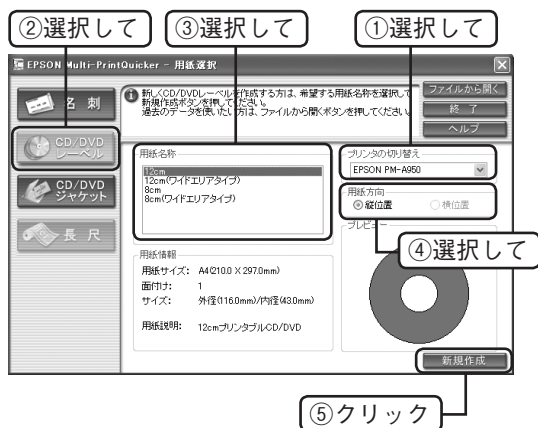 ②選択して
③選択して
①選択して
EPSON Multi-PrintQuicker - 用紙選択
名 刺
新しくCD/DVDレーベルを作成する方は、希望する用紙名称を選択して
新規作成ボタンを押してください。
過去のデータを使いたい方は、ファイルから開くボタンを押してください。
ファイルから開く
終 了
ヘルプ
CD/DVD
レーベル
CD/DVD
ジャケット
長 尺
用紙名称
12cm
12cm(ワイドエリアタイプ)
8cm
8cm(ワイドエリアタイプ)
プリンタの切り替え
EPSON PM-A950
用紙方向
縦位置
横位置
プレビュー
④選択して
用紙情報
用紙サイズ: A4(210.0×297.0mm)
面付け: 1
サイズ: 外径(116.0mm)/内径(43.0mm)
用紙説明: 12cmプリンタブルCD/DVD
新規作成
⑤クリック